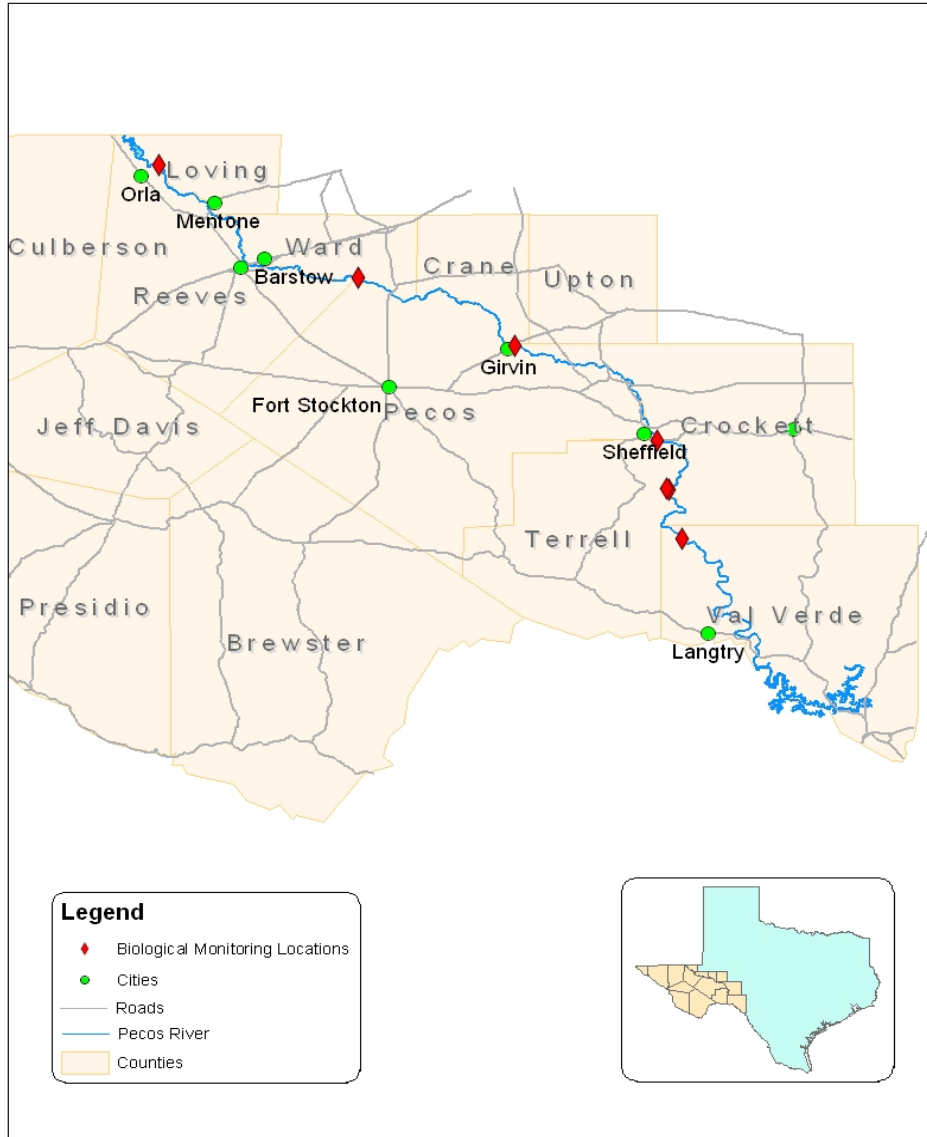 Loving
Orla
Mentone
Culberson
Ward
Barstow
Crane
Upton
Reeves
Girvin
Fort Stockton
Pecos
Jeff Davis
Crockett
Sheffield
Terrell
Presidio
Val Verde
Brewster
Langtry
Legend
Biological Monitoring Locations
Cities
Roads
Pecos River
Counties